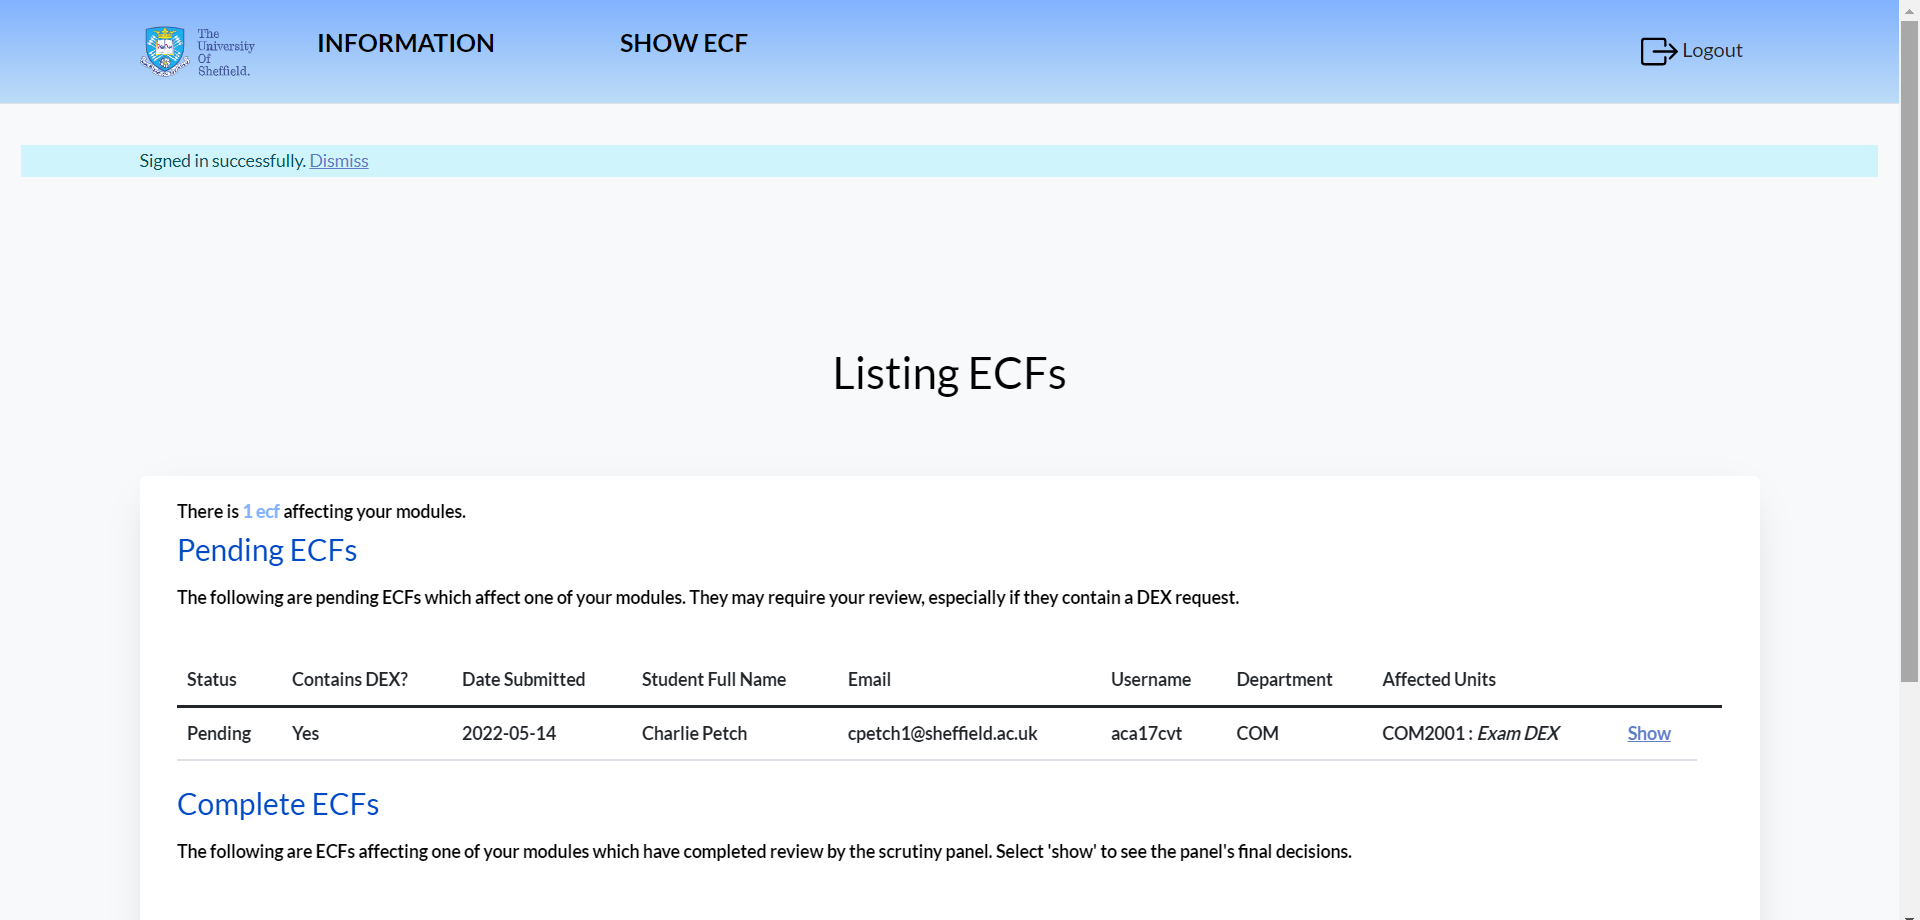 The
University
Of
Sheffield.
INFORMATION
SHOW ECF
Logout
Signed in successfully. Dismiss
Listing ECFs
There is 1 ecf affecting your modules.
Pending ECFs
The following are pending ECFs which affect one of your modules. They may require your review, especially if they contain a DEX request.
Status Contains DEX? Date Submitted Student Full Name Email Username Department Affected Units
Pending Yes 2022-05-14 Charlie Petch cpetch1@sheffield.ac.uk aca17cvt COM COM2001 : Exam DEX Show
Complete ECFs
The following are ECFs affecting one of your modules which have completed review by the scrutiny panel. Select 'show' to see the panel's final decisions.